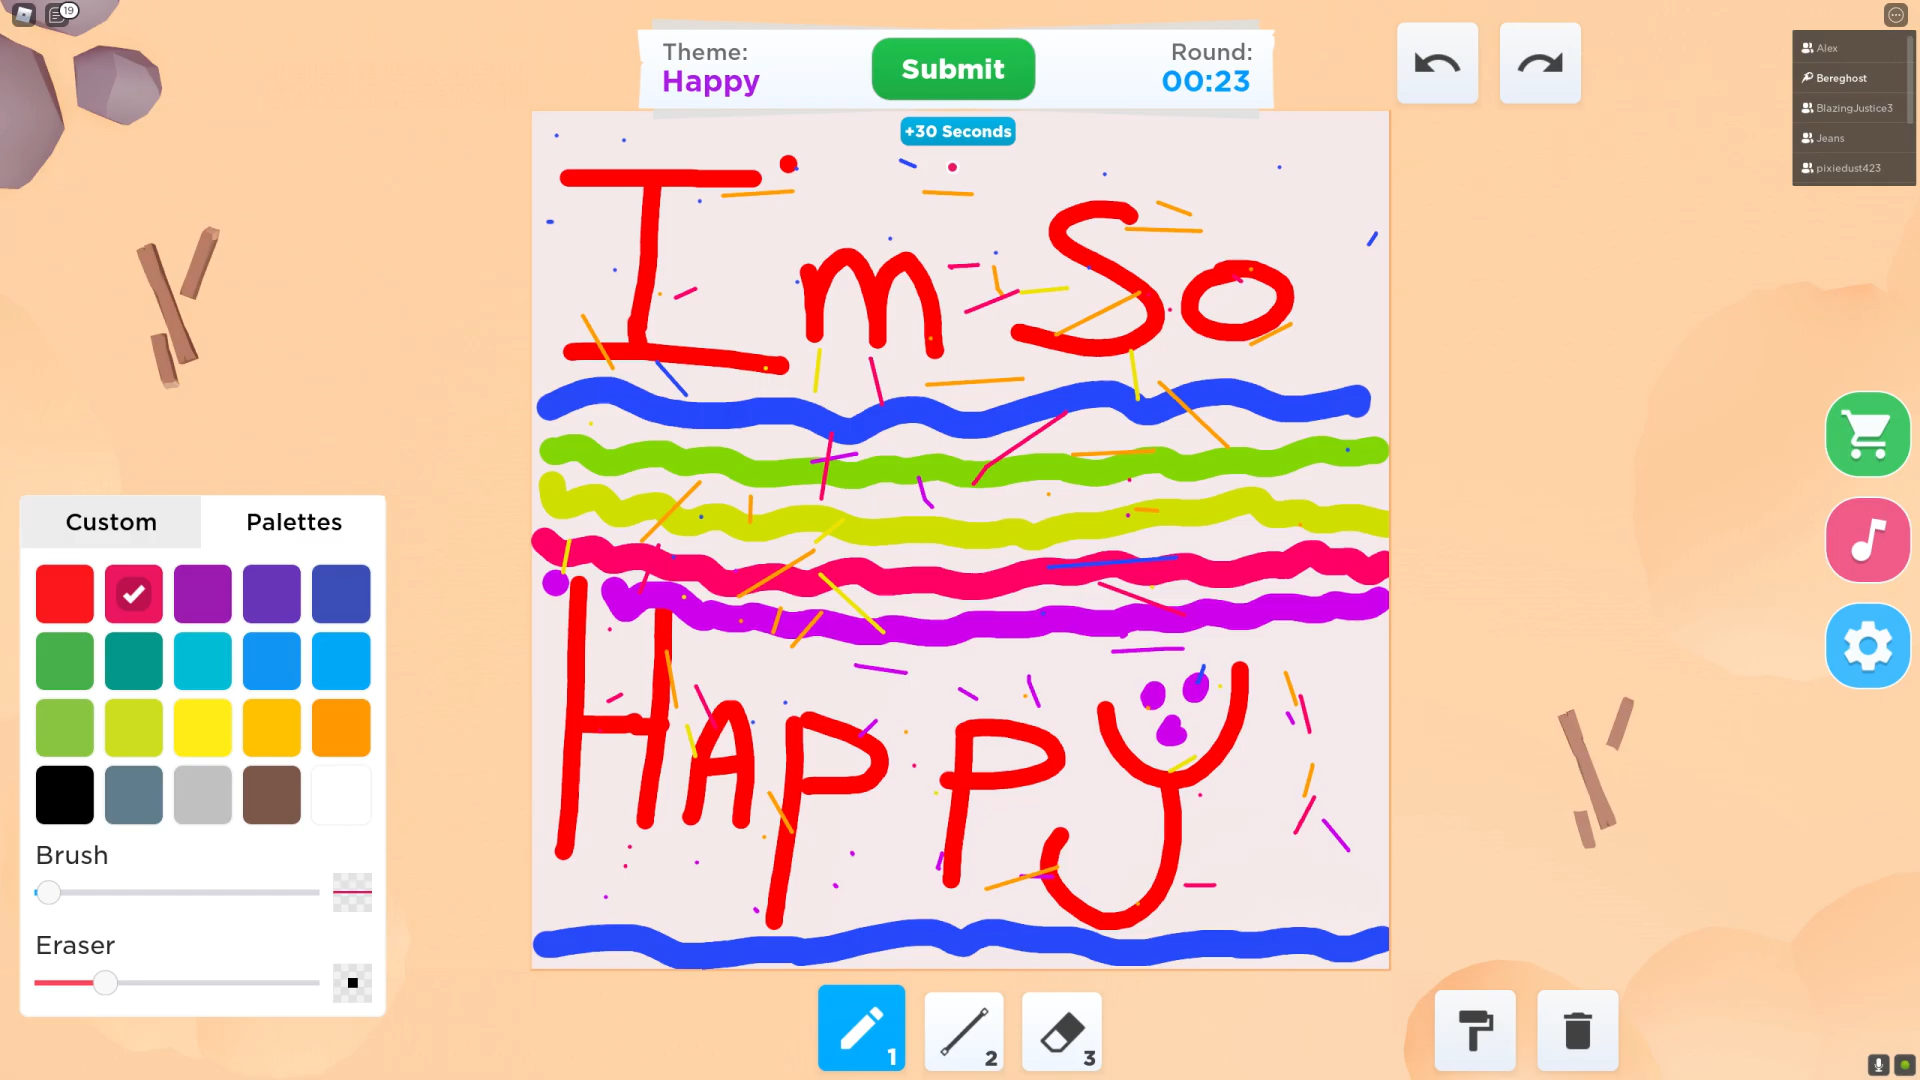 19
Theme:
Happy
Submit
Round:
00:23
+30 Seconds
Alex
Bereghost
BlazingJustice3
Jeans
pixiedust423
I'm So
HAppy
Custom
Palettes
Brush
Eraser
1
2
3